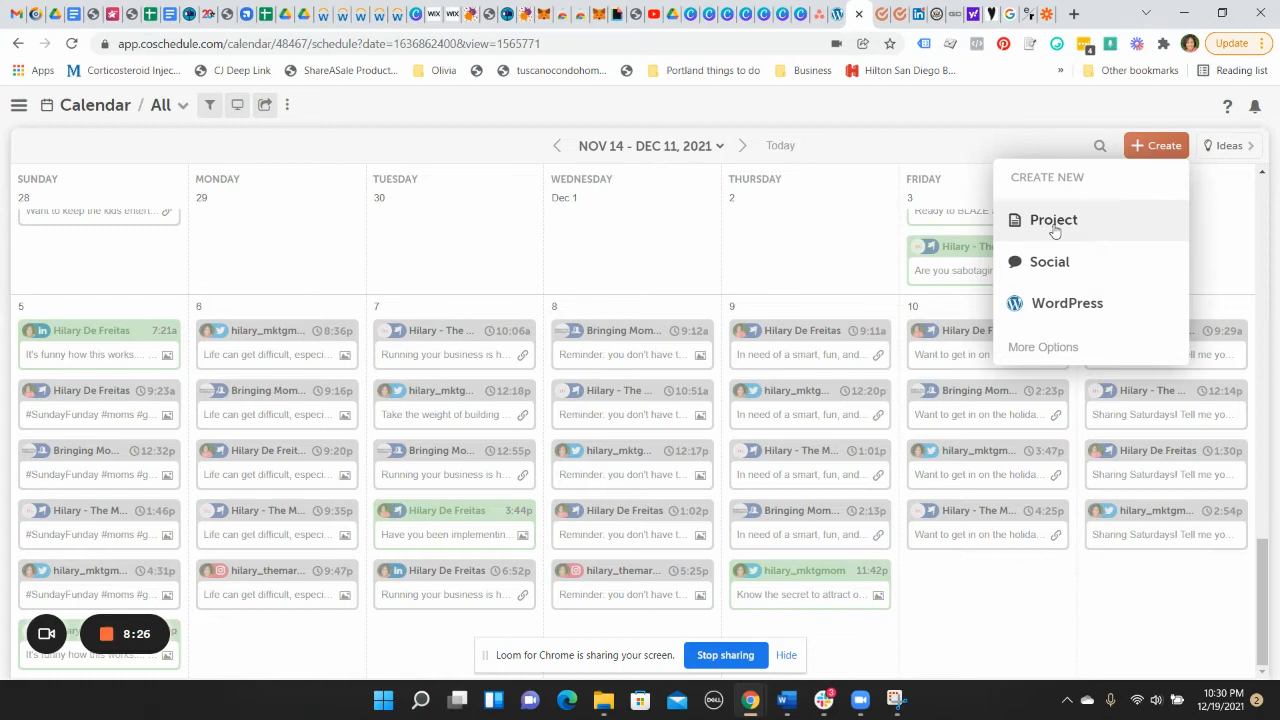 app.coschedule.com/calendar/48467/schedule?date=1636862400&view=1565771
Update
Apps
Corticosteroid Injec...
CJ Deep Link
ShareASale Product...
Olivia
tuscanocondohom...
Portland things to do
Business
Hilton San Diego B...
»
Other bookmarks
Reading list
Calendar / All
?
NOV 14 - DEC 11, 2021
Today
+ Create
Ideas
SUNDAY
MONDAY
TUESDAY
WEDNESDAY
THURSDAY
FRIDAY
28
29
30
Dec 1
2
3
Want to keep the kids entert...
Ready to BLAZE
Hilary - Th
Are you sabotagi
CREATE NEW
Project
Social
WordPress
More Options
5
6
7
8
9
10
Hilary De Freitas 7:21a
hilary_mktgm... 8:36p
Hilary - The ... 10:06a
Bringing Mom... 9:12a
Hilary De Freitas 9:11a
Hilary De F
9:29a
It's funny how this works....
Life can get difficult, especi...
Running your business is h...
Reminder: you don't have t...
In need of a smart, fun, and...
Want to get in on the holida...
Sharing Saturdays! Tell me yo...
Hilary De Freitas 9:23a
Bringing Mom... 9:08p
hilary_mktg... 12:18p
Hilary - The ... 10:51a
hilary_mktg... 12:20p
Bringing Mom... 2:23p
Hilary - The ... 12:14p
#SundayFunday #moms #g...
Life can get difficult, especi...
Take the weight of building ...
Reminder: you don't have t...
In need of a smart, fun, and...
Want to get in on the holida...
Sharing Saturdays! Tell me yo...
Bringing Mo... 12:32p
Hilary De Freit... 9:20p
Bringing Mo... 12:55p
hilary_mktg... 12:17p
Hilary - The M... 1:01p
hilary_mktgm... 3:47p
Hilary De Freitas 1:30p
#SundayFunday #moms #g...
Life can get difficult, especi...
Running your business is h...
Reminder: you don't have t...
In need of a smart, fun, and...
Want to get in on the holida...
Sharing Saturdays! Tell me yo...
Hilary - The M... 1:46p
Hilary - The M... 9:35p
Hilary De Freitas 3:44p
Hilary De Freitas 1:02p
Bringing Mom... 2:13p
Hilary - The M... 4:25p
hilary_mktgm... 2:54p
#SundayFunday #moms #g...
Life can get difficult, especi...
Have you been implementin...
Reminder: you don't have t...
In need of a smart, fun, and...
Want to get in on the holida...
Sharing Saturdays! Tell me yo...
hilary_mktgm... 4:31p
hilary_themar... 9:47p
Hilary De Freitas 6:52p
hilary_themar... 5:25p
hilary_mktgmom 11:42p
#SundayFunday #moms #g...
Life can get difficult, especi...
Running your business is h...
Reminder: you don't have t...
Know the secret to attract o...
8:26
It's funny how this works....
Loom for Chrome is sharing your screen.
Stop sharing
Hide
10:30 PM
12/19/2021